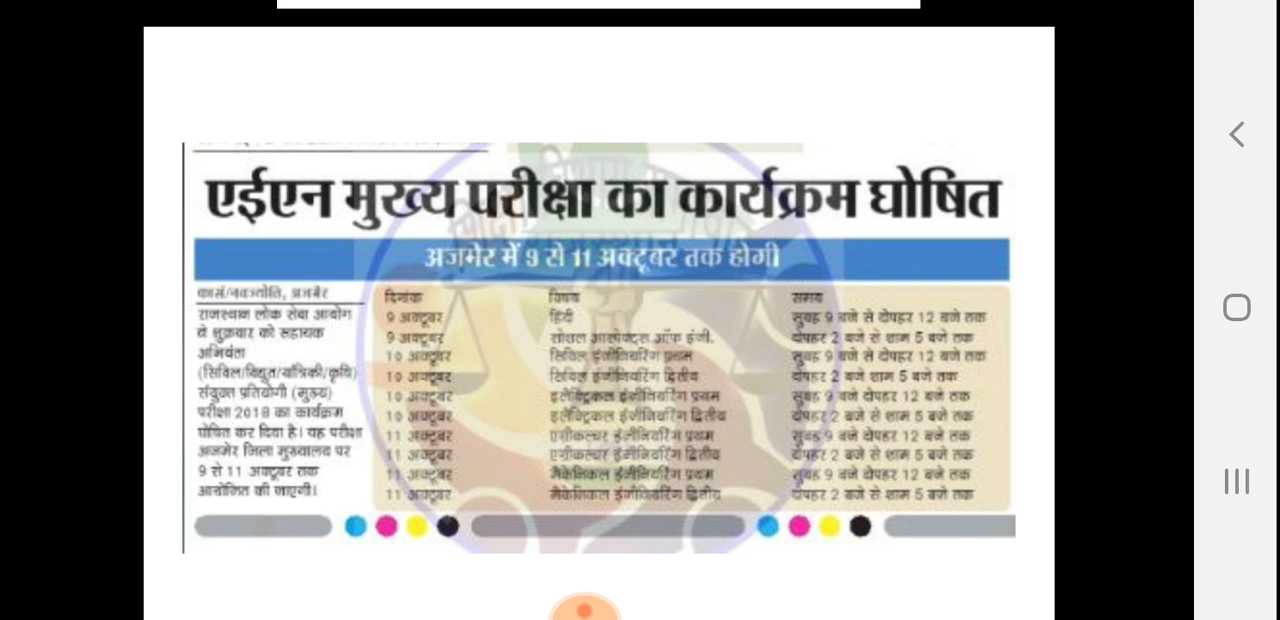 एईएन मुख्य परीक्षा का कार्यक्रम घोषित
अजमेर में 9 से 11 अक्टूबर तक होगी
कासं/नवज्योति, अजमेर
राजस्थान लोक सेवा आयोग
ने शुक्रवार को सहायक
अभियंता
(सिविल/विद्युत/यांत्रिकी/कृषि)
संयुक्त प्रतियोगी (मुख्य)
परीक्षा 2018 का कार्यक्रम
घोषित कर दिया है। यह परीक्षा
अजमेर जिला मुख्यालय पर
9 से 11 अक्टूबर तक
आयोजित की जाएगी।
दिनांक विषय समय
9 अक्टूबर हिंदी सुबह 9 बजे से दोपहर 12 बजे तक
9 अक्टूबर सोशल आस्पेक्ट्स ऑफ इंजी. दोपहर 2 बजे से शाम 5 बजे तक
10 अक्टूबर सिविल इंजीनियरिंग प्रथम सुबह 9 बजे से दोपहर 12 बजे तक
10 अक्टूबर सिविल इंजीनियरिंग द्वितीय दोपहर 2 बजे शाम 5 बजे तक
10 अक्टूबर इलेक्ट्रिकल इंजीनियरिंग प्रथम सुबह 9 बजे दोपहर 12 बजे तक
10 अक्टूबर इलेक्ट्रिकल इंजीनियरिंग द्वितीय दोपहर 2 बजे से शाम 5 बजे तक
11 अक्टूबर एग्रीकल्चर इंजीनियरिंग प्रथम सुबह 9 बजे दोपहर 12 बजे तक
11 अक्टूबर एग्रीकल्चर इंजीनियरिंग द्वितीय दोपहर 2 बजे से शाम 5 बजे तक
11 अक्टूबर मैकेनिकल इंजीनियरिंग प्रथम सुबह 9 बजे दोपहर 12 बजे तक
11 अक्टूबर मैकेनिकल इंजीनियरिंग द्वितीय दोपहर 2 बजे से शाम 5 बजे तक